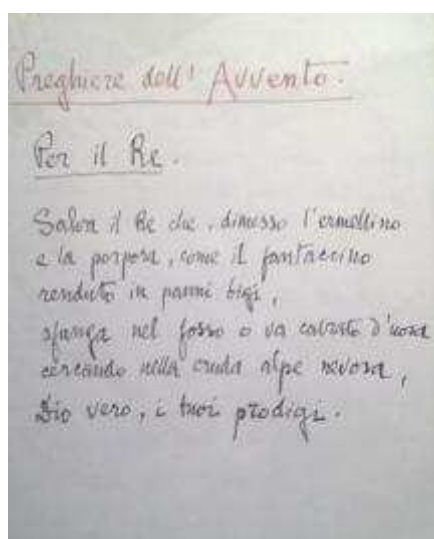 Preghiere dell' Avvento.
Per il Re.
Salva il Re che, dimesso l'ermellino
e la porpora, come il fantaccino
renduto in panni bigi,
sfanga nel fosso o va calzato d'uosa
cercando nella cruda alpe nevosa,
Dio vero, i tuoi prodigi.